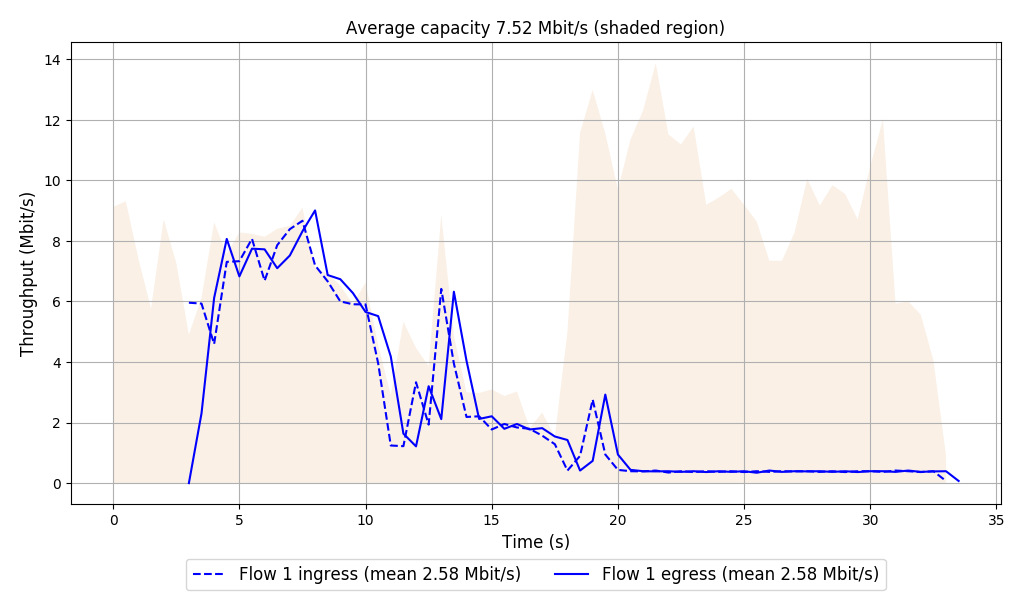 Average capacity 7.52 Mbit/s (shaded region)
Throughput (Mbit/s)
14
12
10
8
6
4
2
0
0 5 10 15 20 25 30 35
Time (s)
Flow 1 ingress (mean 2.58 Mbit/s) Flow 1 egress (mean 2.58 Mbit/s)